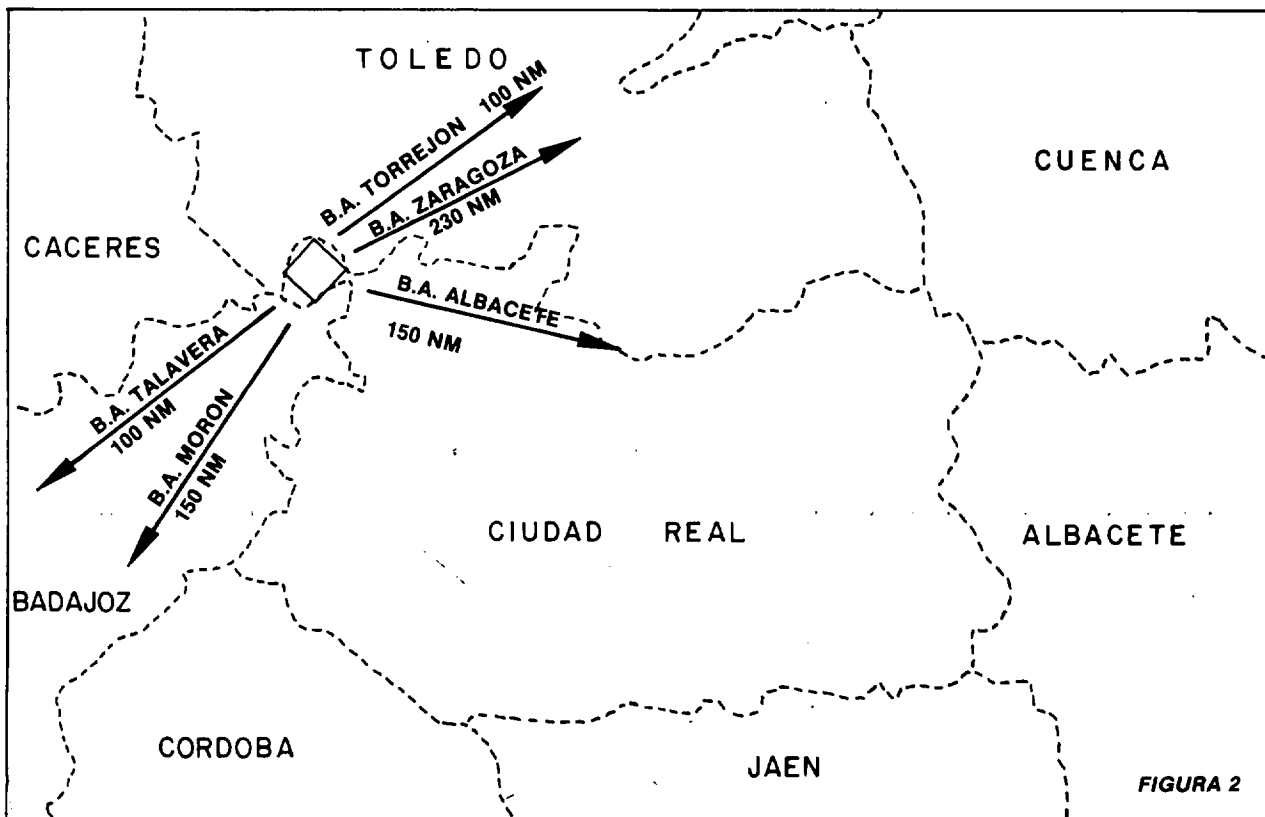 TOLEDO
B.A. TORREJON 100 NM
B.A. ZARAGOZA
230 NM
CUENCA
CACERES
B.A. ALBACETE
150 NM
B.A. TALAVERA
100 NM
B.A. MORON
150 NM
CIUDAD REAL
ALBACETE
BADAJOZ
CORDOBA
JAEN
FIGURA 2